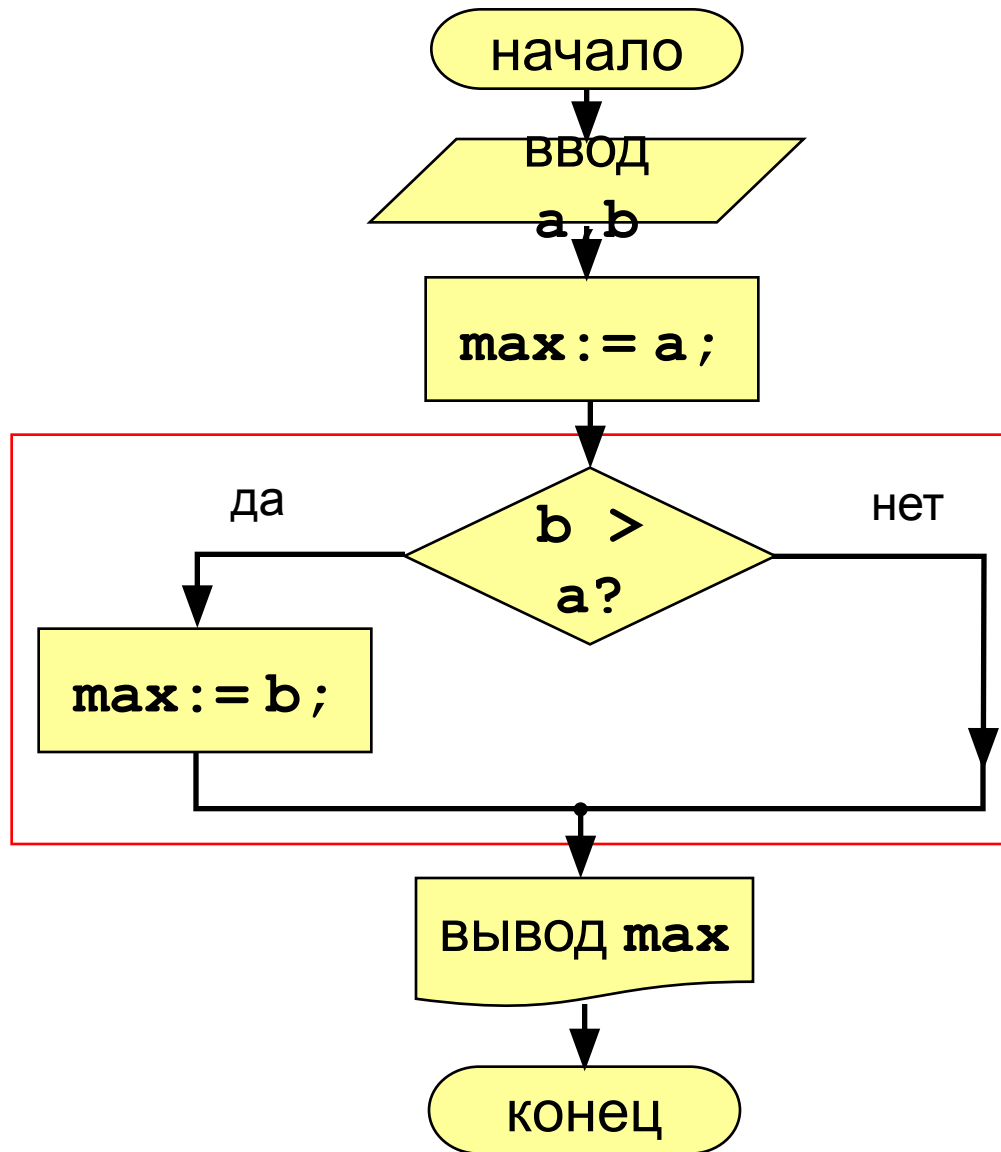 начало
ввод
a,b
max:= a;
да
нет
b >
a?
max:= b;
вывод max
конец